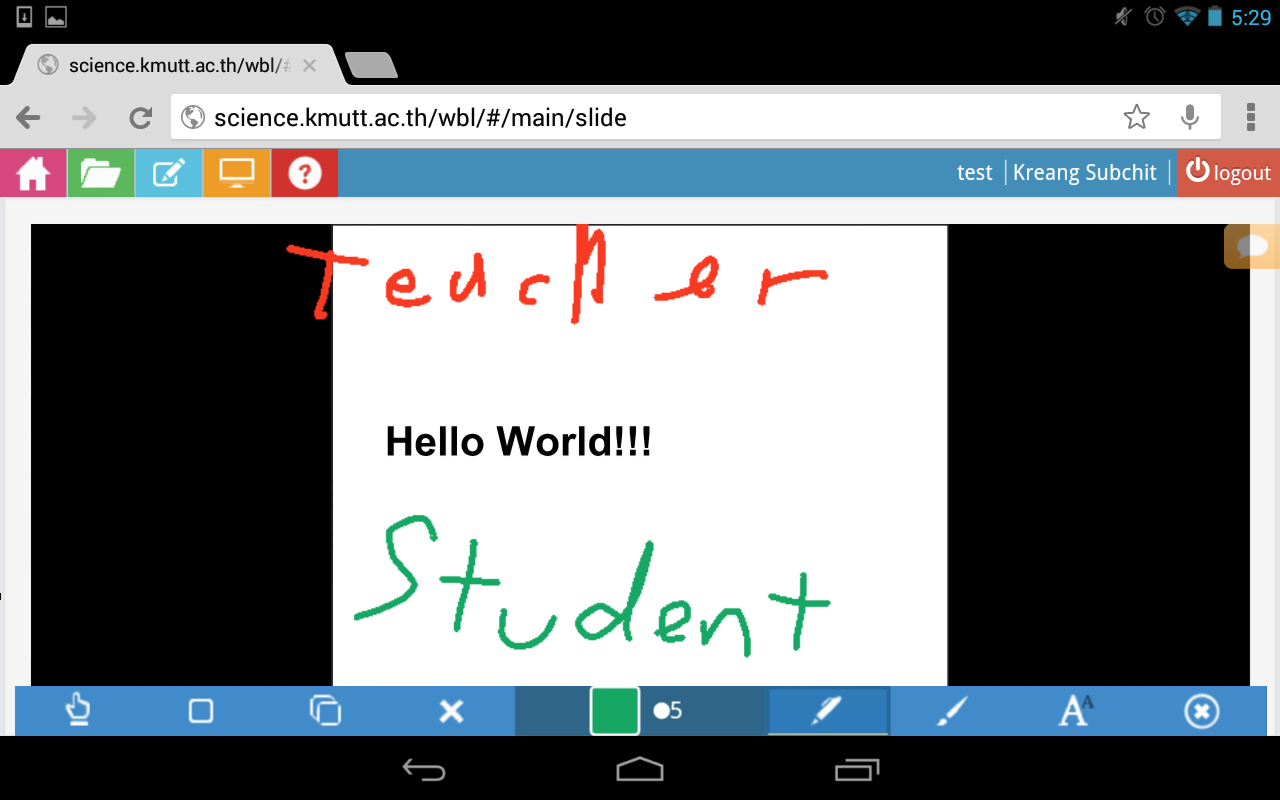 5:29
science.kmutt.ac.th/wbl/#
science.kmutt.ac.th/wbl/#/main/slide
test Kreang Subchit logout
Teacher
Hello World!!!
Student
5
A A